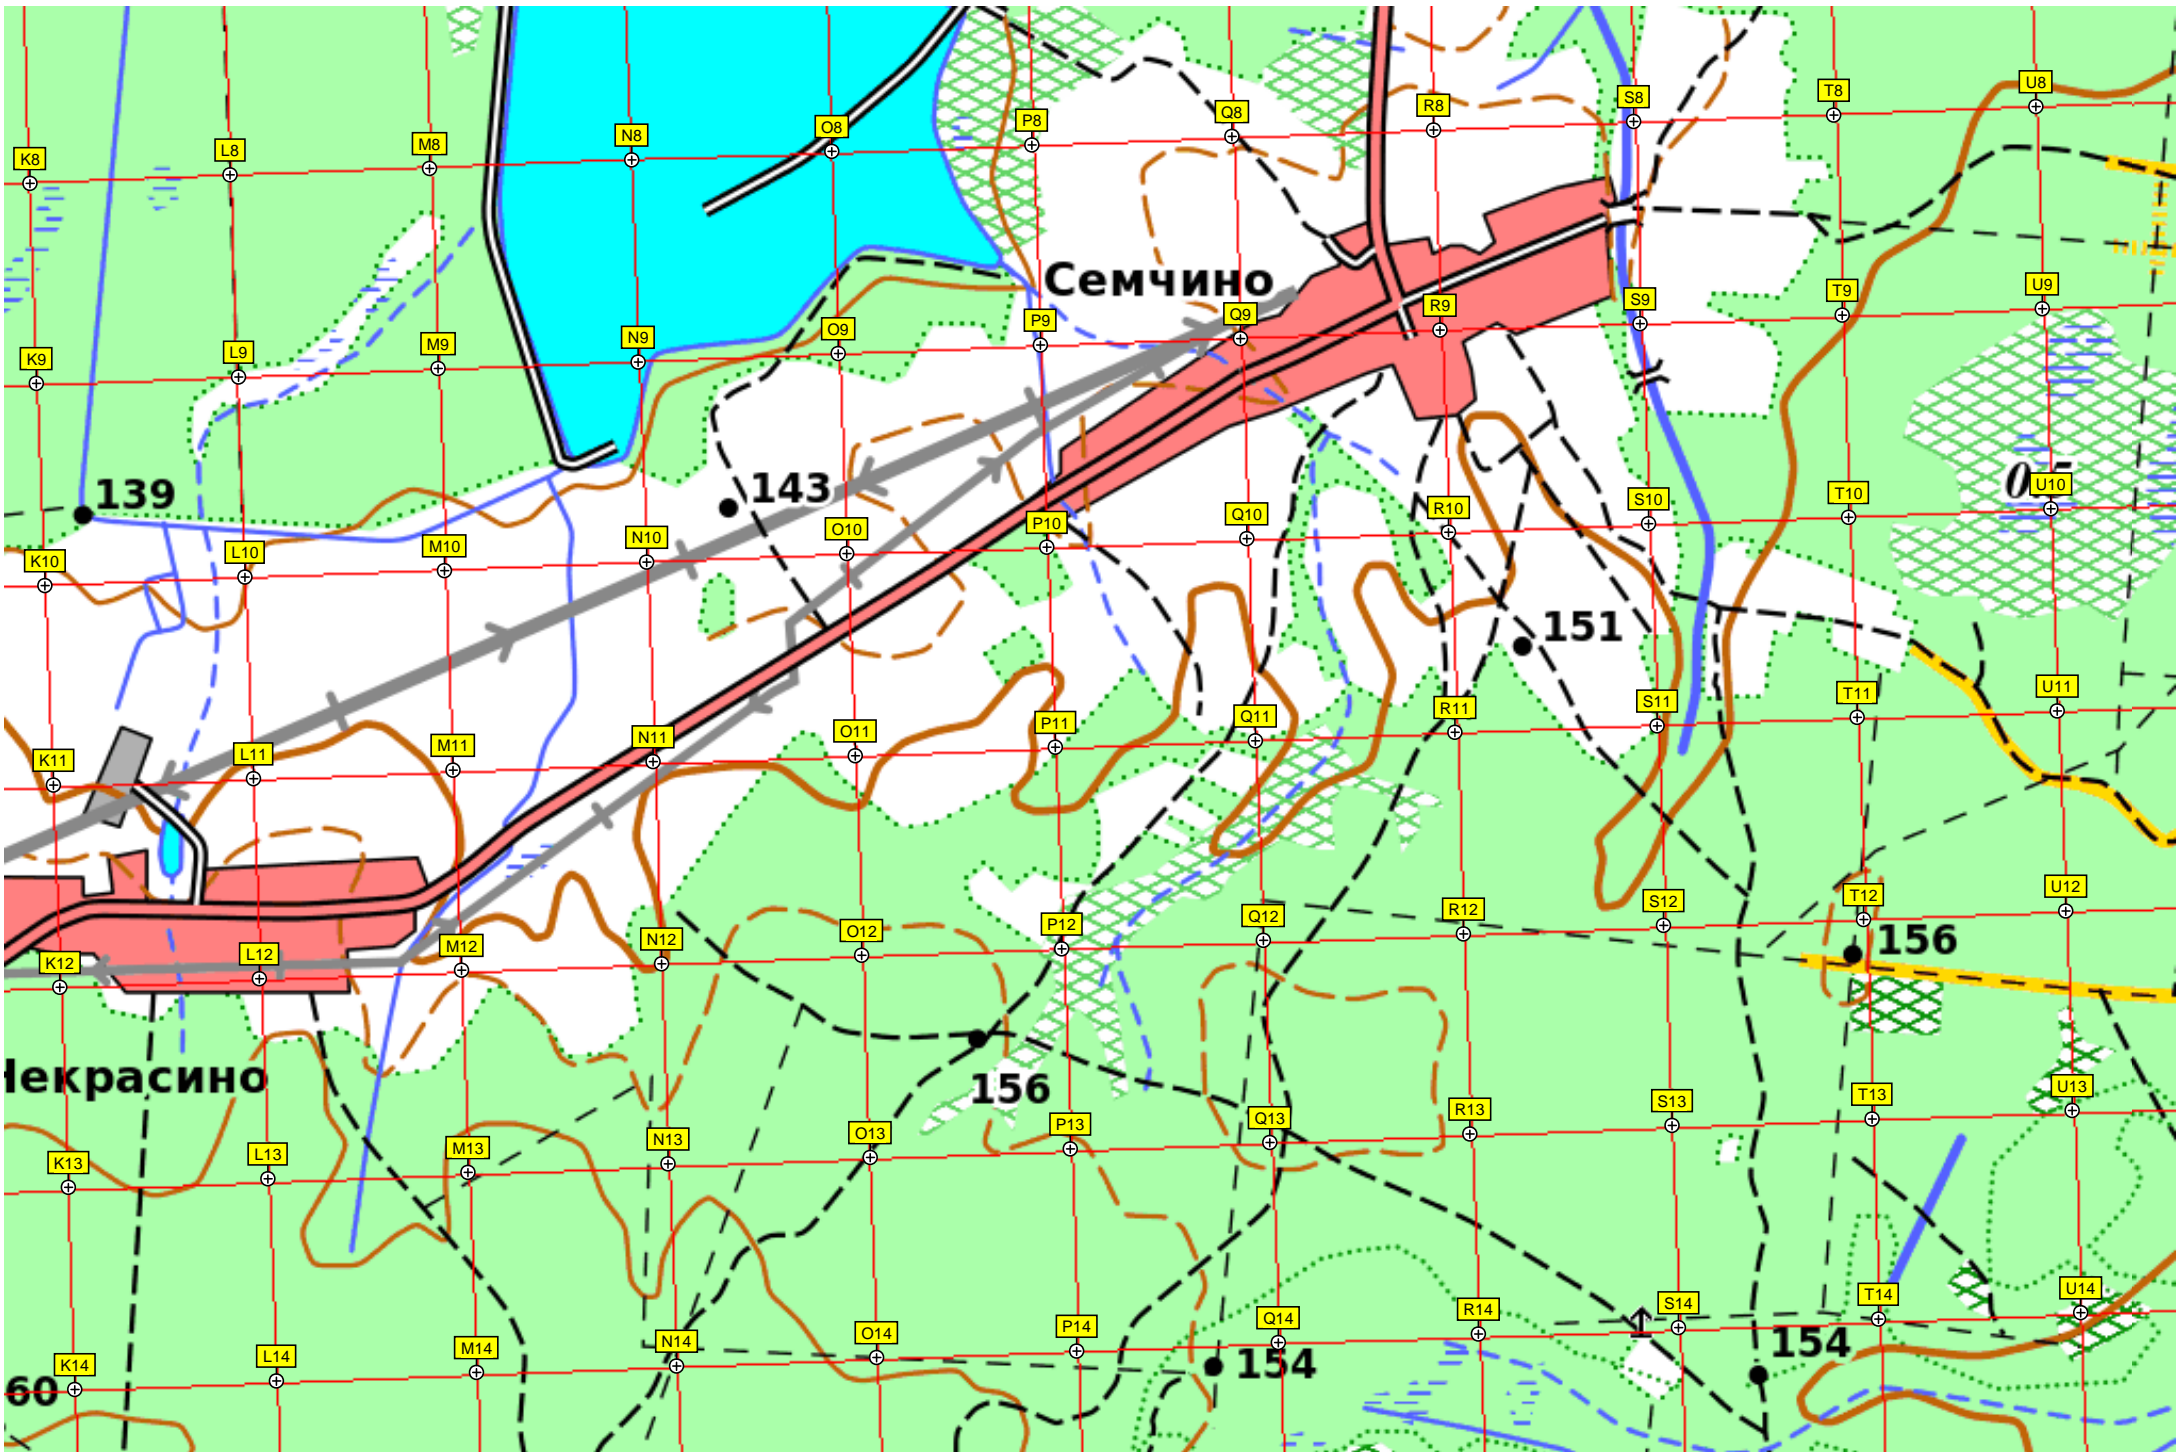 K8 L8 M8 N8 O8 P8 Q8 R8 S8 T8 U8
Семчино
K9 L9 M9 N9 O9 P9 Q9 R9 S9 T9 U9
139
143
K10 L10 M10 N10 O10 P10 Q10 R10 S10 T10 U10
151
K11 L11 M11 N11 O11 P11 Q11 R11 S11 T11 U11
K12 L12 M12 N12 O12 P12 Q12 R12 S12 T12 U12
156
Некрасино
156
K13 L13 M13 N13 O13 P13 Q13 R13 S13 T13 U13
K14 L14 M14 N14 O14 P14 Q14 R14 S14 T14 U14
60
154
154